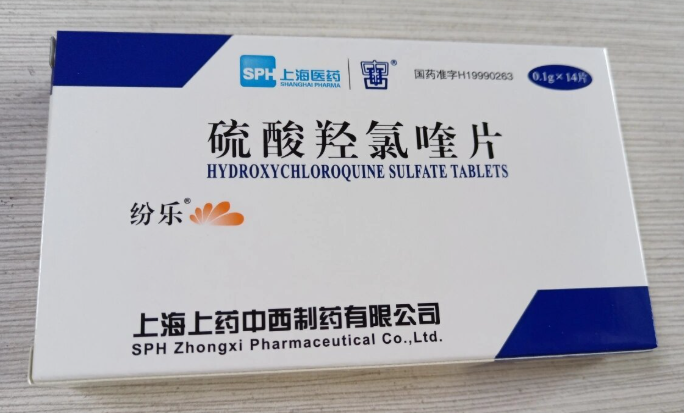 SPH 上海医药
SHANGHAI PHARMA
®
国药准字H19990263
0.1g×14片
硫酸羟氯喹片
HYDROXYCHLOROQUINE SULFATE TABLETS
纷乐®
上海上药中西制药有限公司
SPH Zhongxi Pharmaceutical Co.,Ltd.